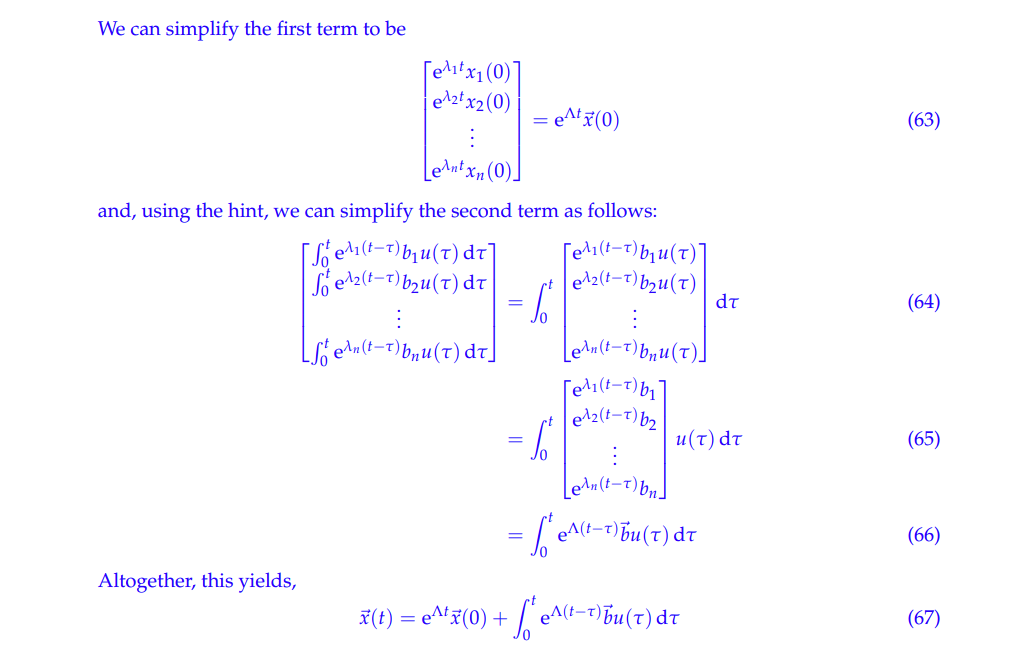 We can simplify the first term to be
\begin{bmatrix} e^{\lambda_1 t} x_1(0) \\ e^{\lambda_2 t} x_2(0) \\ \vdots \\ e^{\lambda_n t} x_n(0) \end{bmatrix} = e^{\Lambda t} \vec{x}(0) (63)
and, using the hint, we can simplify the second term as follows:
\begin{bmatrix} \int_0^t e^{\lambda_1 (t-\tau)} b_1 u(\tau) \, d\tau \\ \int_0^t e^{\lambda_2 (t-\tau)} b_2 u(\tau) \, d\tau \\ \vdots \\ \int_0^t e^{\lambda_n (t-\tau)} b_n u(\tau) \, d\tau \end{bmatrix} = \int_0^t \begin{bmatrix} e^{\lambda_1 (t-\tau)} b_1 u(\tau) \\ e^{\lambda_2 (t-\tau)} b_2 u(\tau) \\ \vdots \\ e^{\lambda_n (t-\tau)} b_n u(\tau) \end{bmatrix} d\tau (64)
= \int_0^t \begin{bmatrix} e^{\lambda_1 (t-\tau)} b_1 \\ e^{\lambda_2 (t-\tau)} b_2 \\ \vdots \\ e^{\lambda_n (t-\tau)} b_n \end{bmatrix} u(\tau) \, d\tau (65)
= \int_0^t e^{\Lambda (t-\tau)} \vec{b} u(\tau) \, d\tau (66)
Altogether, this yields,
\vec{x}(t) = e^{\Lambda t} \vec{x}(0) + \int_0^t e^{\Lambda (t-\tau)} \vec{b} u(\tau) \, d\tau (67)